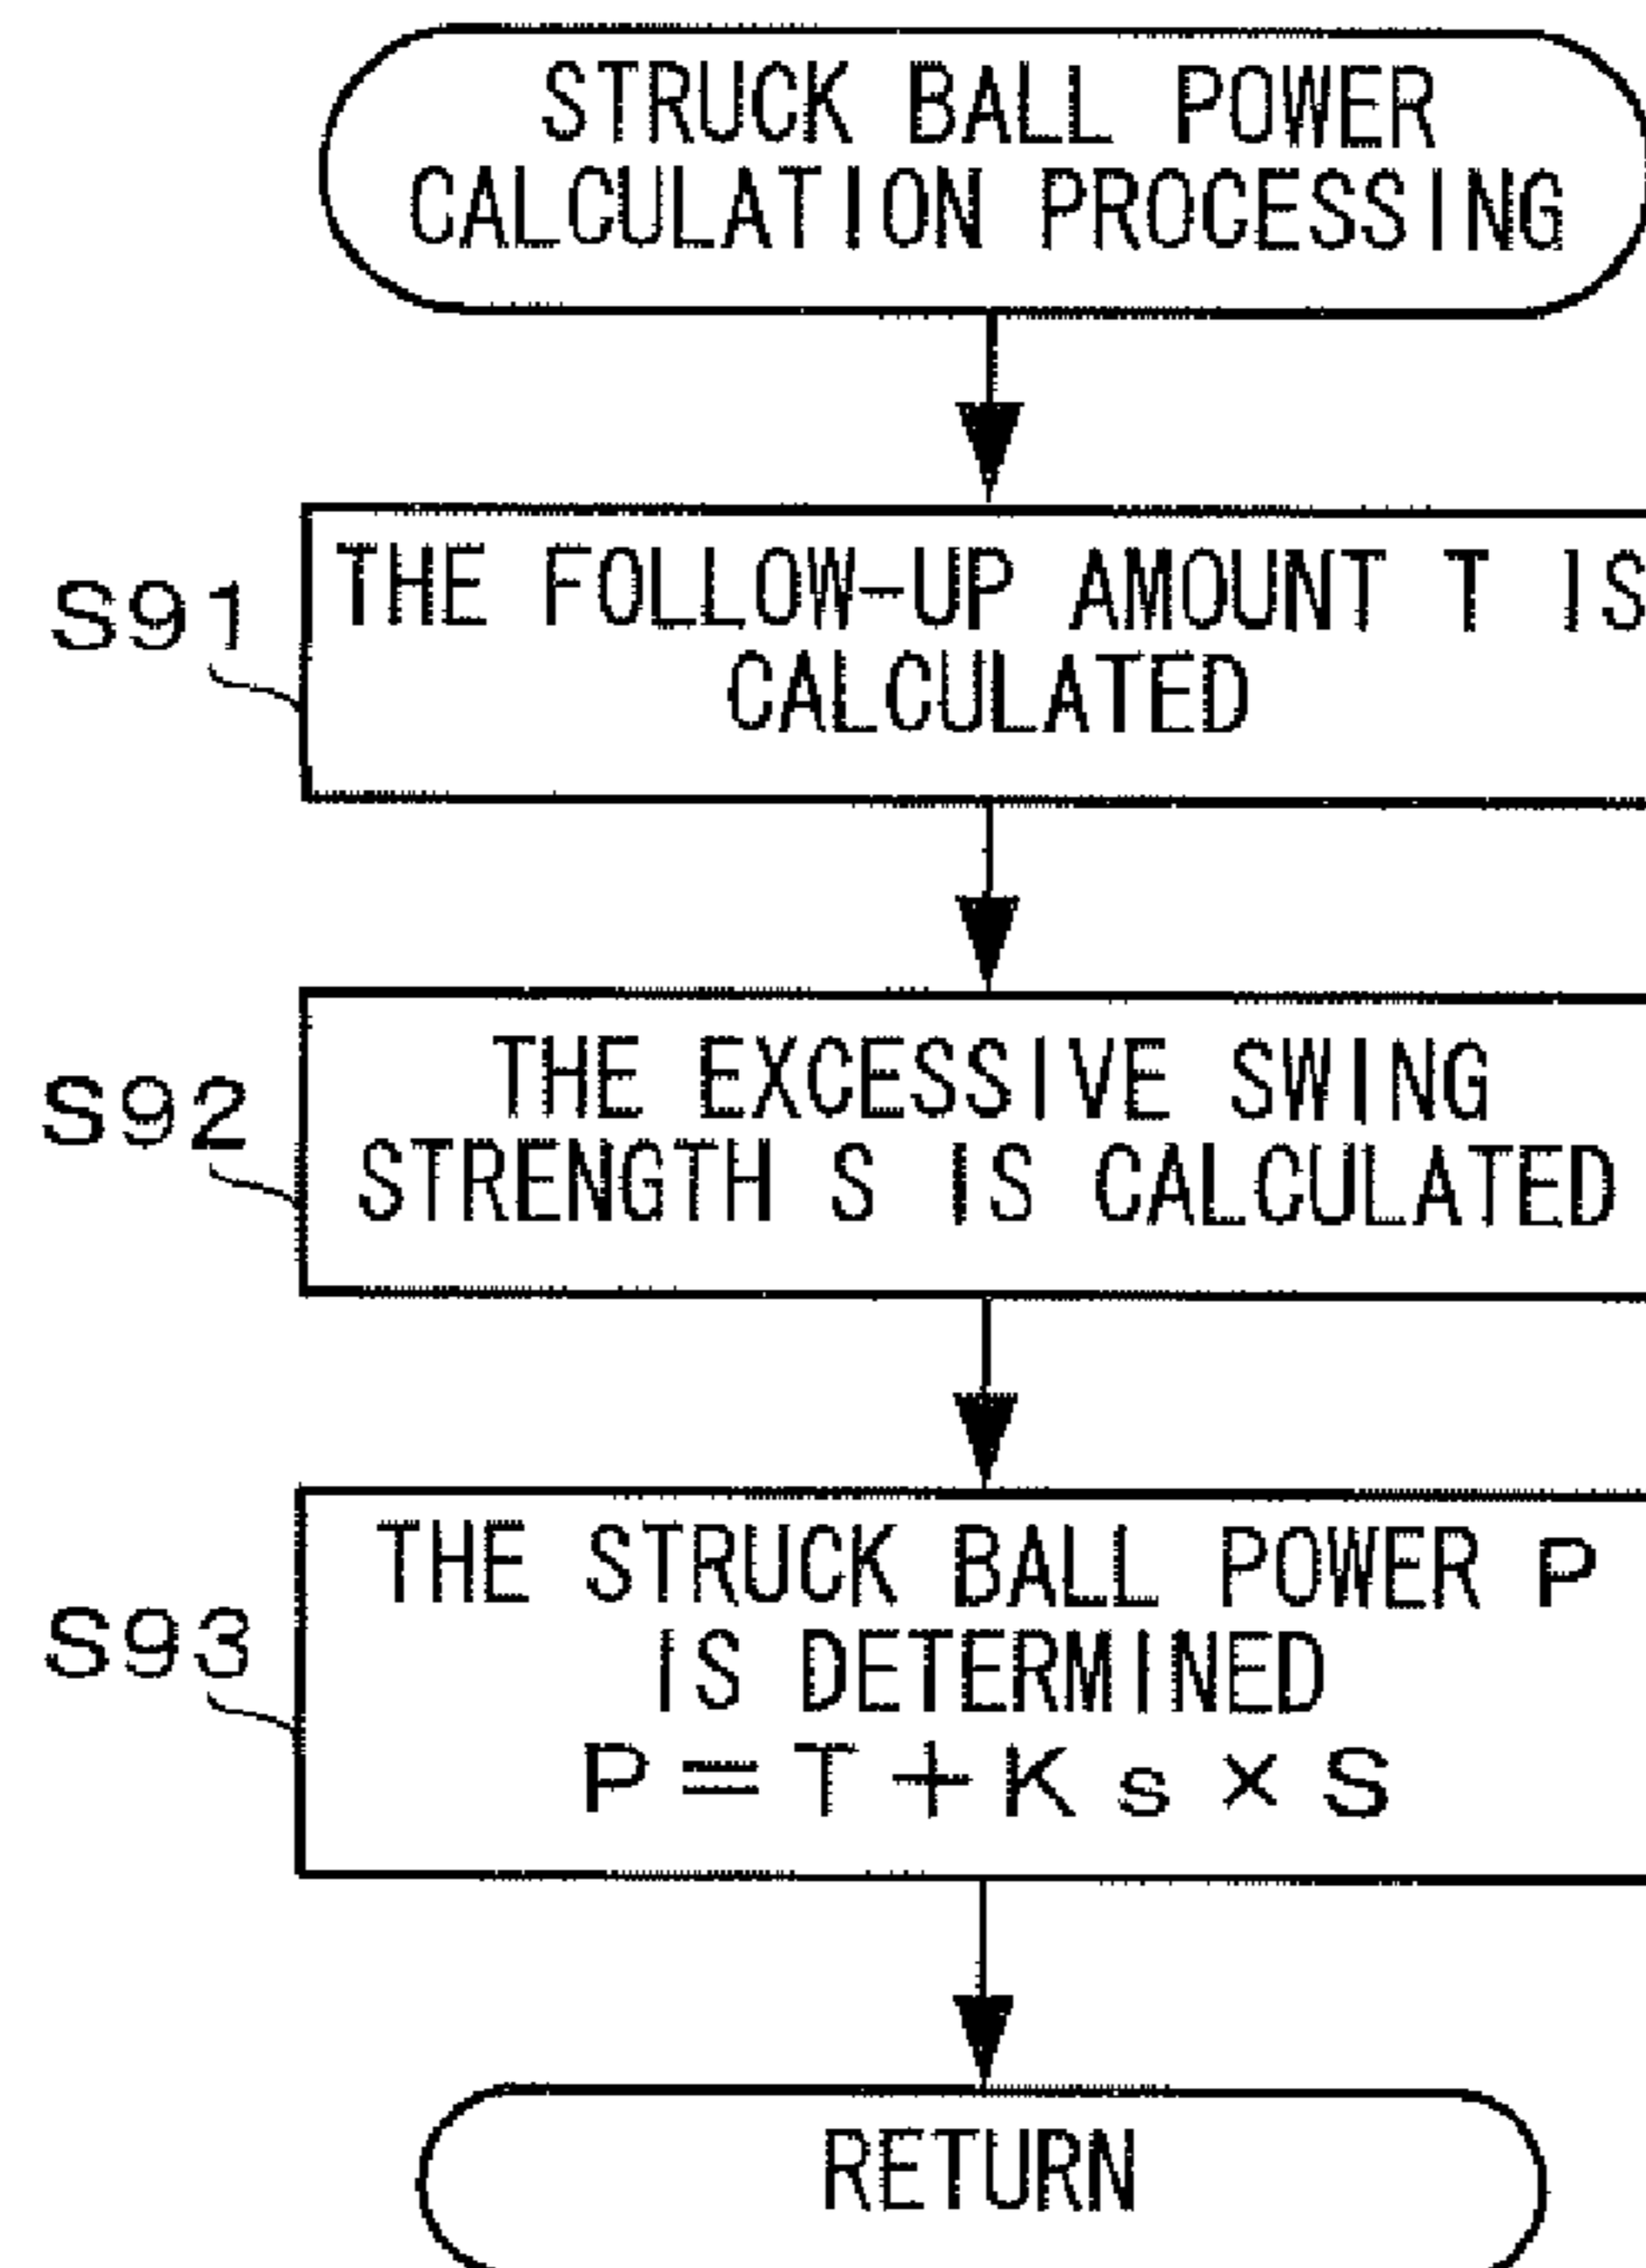 STRUCK BALL POWER
CALCULATION PROCESSING
S91
THE FOLLOW-UP AMOUNT T IS
CALCULATED
S92
THE EXCESSIVE SWING
STRENGTH S IS CALCULATED
S93
THE STRUCK BALL POWER P
IS DETERMINED
P=T+Ks×S
RETURN